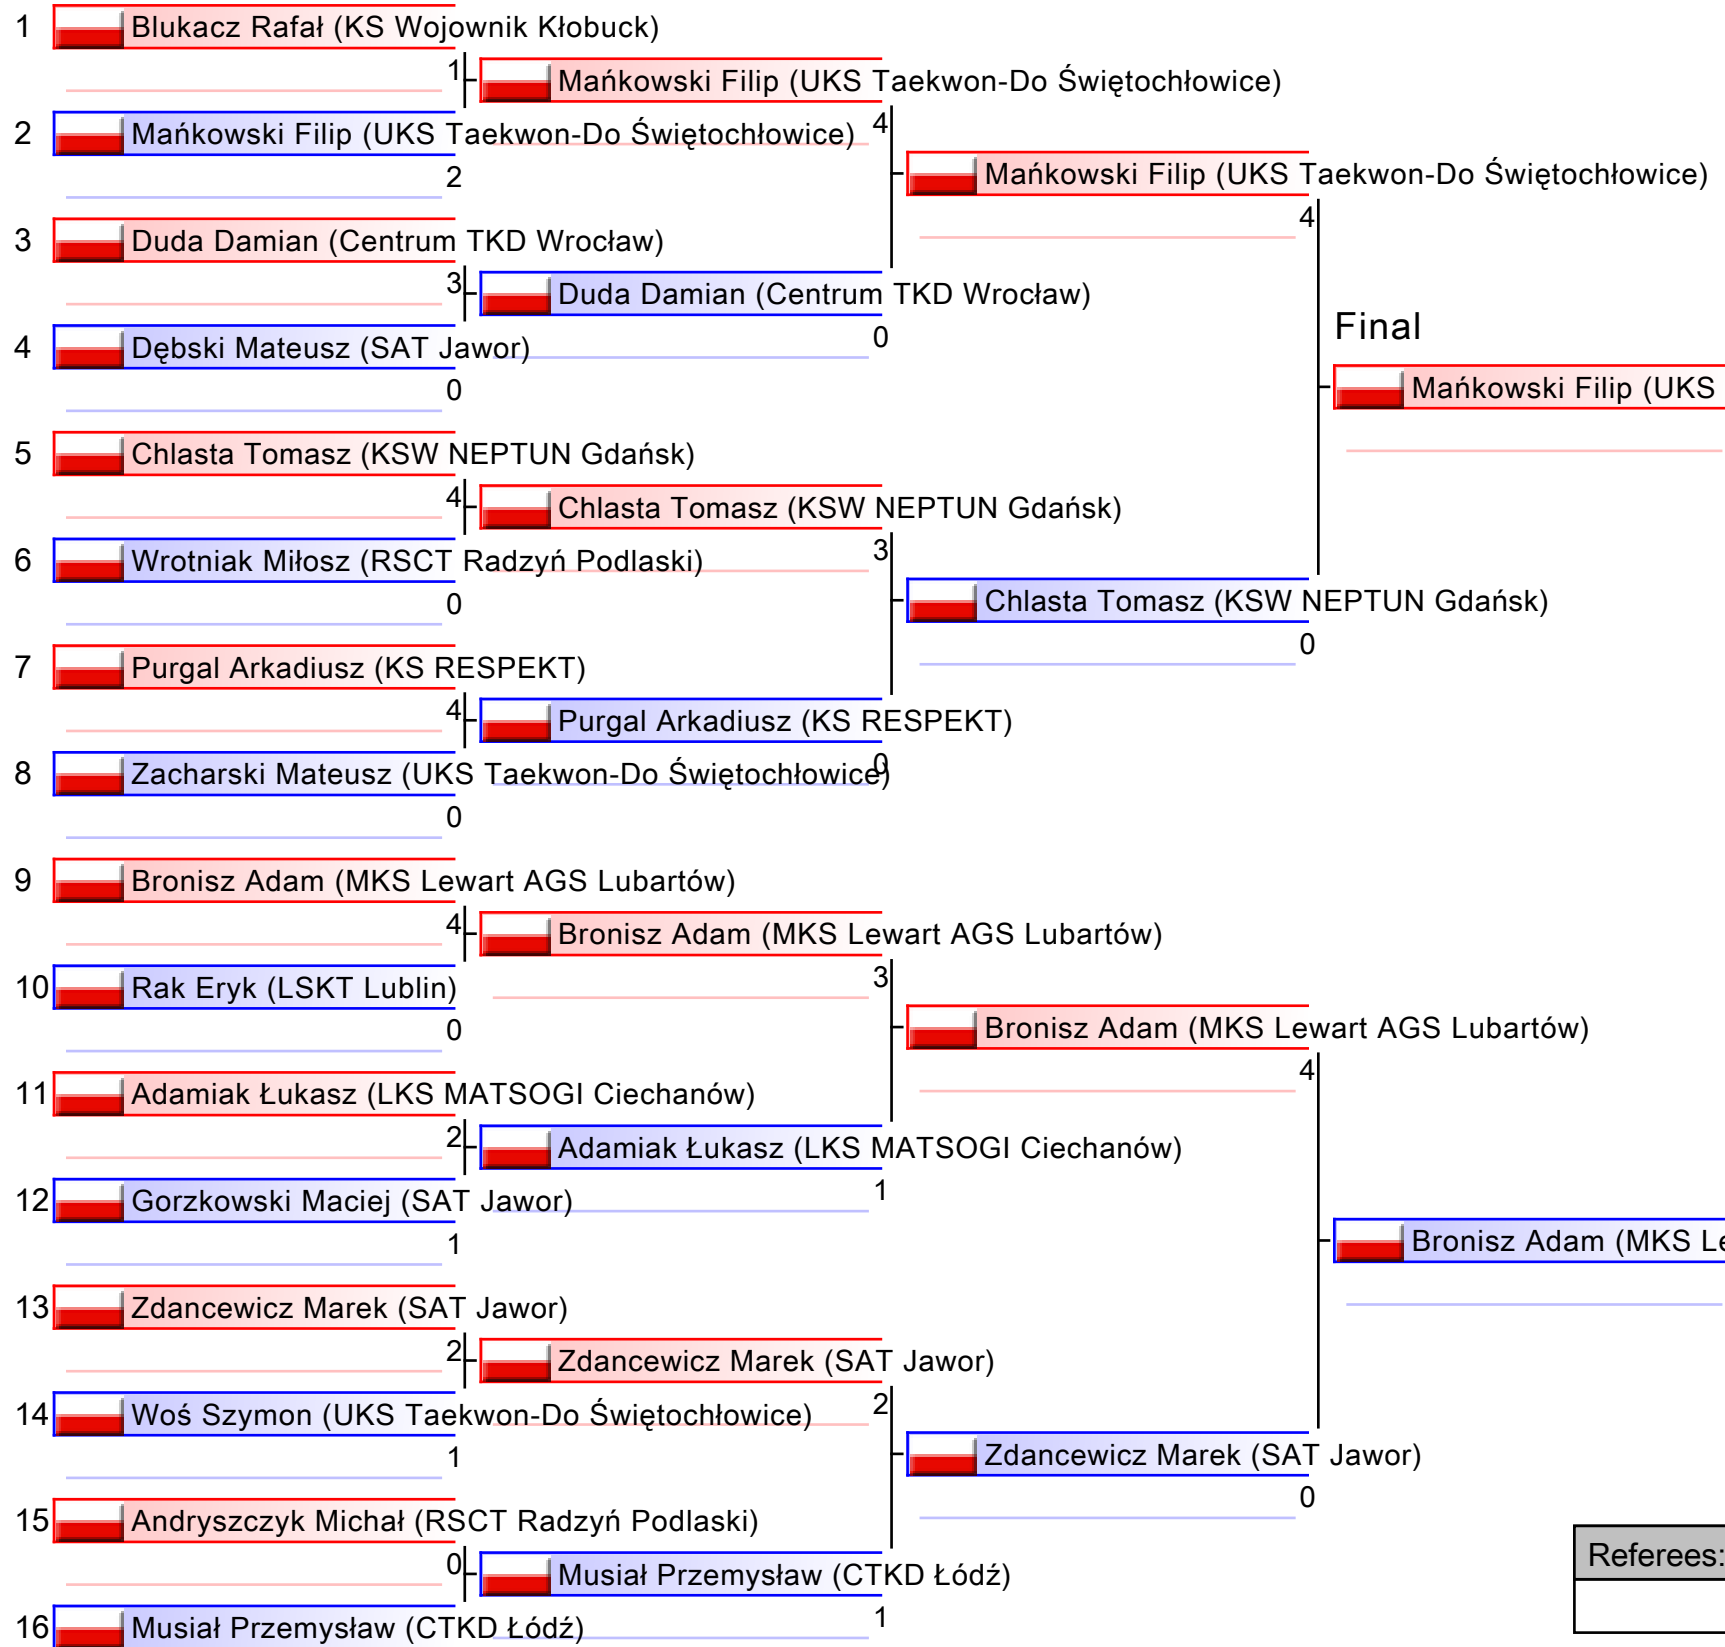 1 Blukacz Rafał (KS Wojownik Kłobuck)
1 Mańkowski Filip (UKS Taekwon-Do Świętochłowice)
2 Mańkowski Filip (UKS Taekwon-Do Świętochłowice) 4
Mańkowski Filip (UKS Taekwon-Do Świętochłowice)
2
4
3 Duda Damian (Centrum TKD Wrocław)
3 Duda Damian (Centrum TKD Wrocław)
Final
4 Dębski Mateusz (SAT Jawor) 0
0 Mańkowski Filip (UKS
5 Chlasta Tomasz (KSW NEPTUN Gdańsk)
4 Chlasta Tomasz (KSW NEPTUN Gdańsk)
6 Wrotniak Miłosz (RSCT Radzyń Podlaski) 3
0 Chlasta Tomasz (KSW NEPTUN Gdańsk)
0
7 Purgal Arkadiusz (KS RESPEKT)
4 Purgal Arkadiusz (KS RESPEKT)
8 Zacharski Mateusz (UKS Taekwon-Do Świętochłowice) 0
0
9 Bronisz Adam (MKS Lewart AGS Lubartów)
4 Bronisz Adam (MKS Lewart AGS Lubartów)
10 Rak Eryk (LSKT Lublin) 3
0 Bronisz Adam (MKS Lewart AGS Lubartów)
4
11 Adamiak Łukasz (LKS MATSOGI Ciechanów)
2 Adamiak Łukasz (LKS MATSOGI Ciechanów)
12 Gorzkowski Maciej (SAT Jawor) 1
1 Bronisz Adam (MKS Le
13 Zdancewicz Marek (SAT Jawor)
2 Zdancewicz Marek (SAT Jawor)
14 Woś Szymon (UKS Taekwon-Do Świętochłowice) 2
1 Zdancewicz Marek (SAT Jawor)
0
15 Andryszczyk Michał (RSCT Radzyń Podlaski)
Referees:
0 Musiał Przemysław (CTKD Łódź)
16 Musiał Przemysław (CTKD Łódź) 1